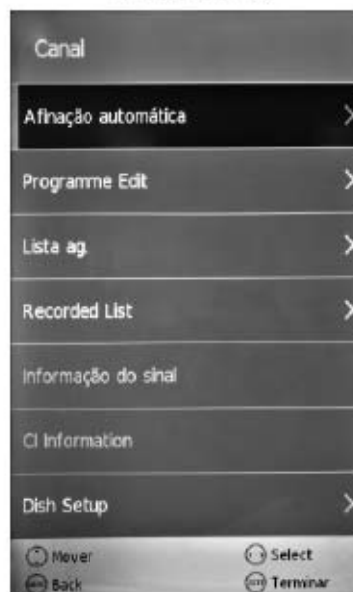 Canal
Afinação automática
Programme Edit
Lista ag.
Recorded List
Informação do sinal
CI Information
Dish Setup
Mover
Select
Back
Terminar